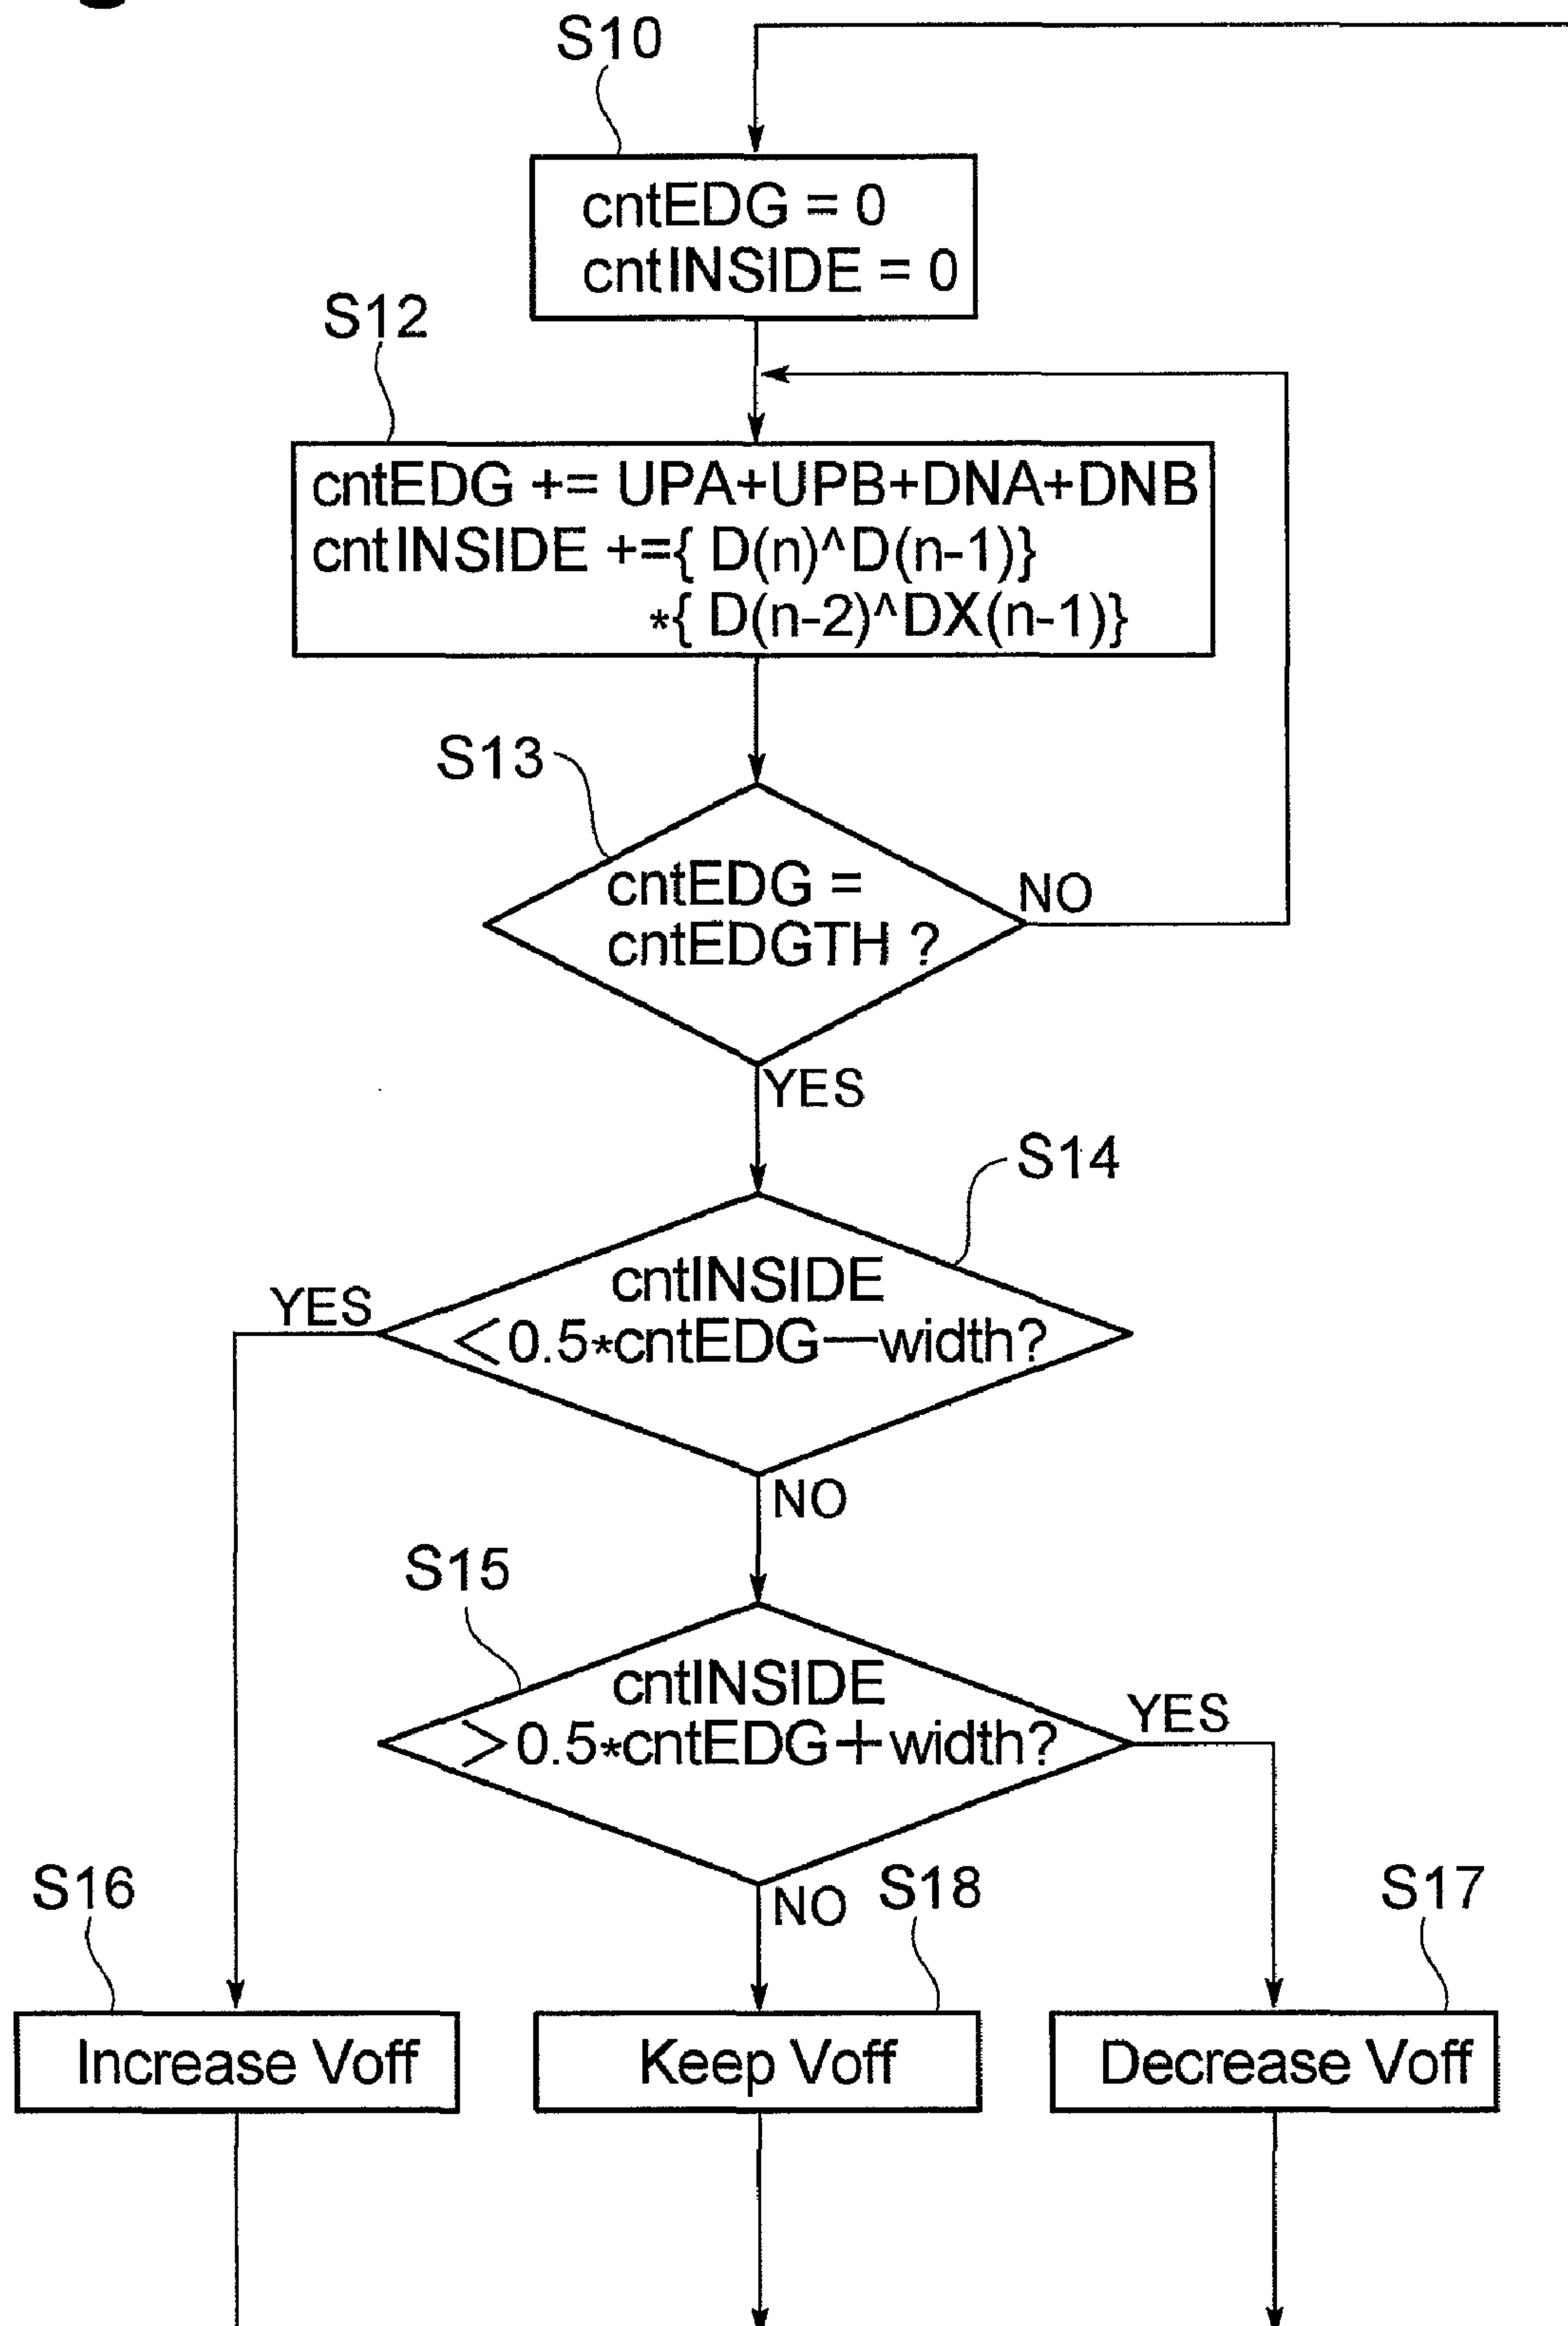 S10
cntEDG = 0
cntINSIDE = 0
S12
cntEDG += UPA+UPB+DNA+DNB
cntINSIDE +={ D(n)^D(n-1)}
*{ D(n-2)^DX(n-1)}
S13
cntEDG =
cntEDGTH ?
NO
YES
S14
cntINSIDE
<0.5*cntEDG—width?
YES
NO
S15
cntINSIDE
>0.5*cntEDG+width?
YES
NO
S16
S18
S17
Increase Voff
Keep Voff
Decrease Voff